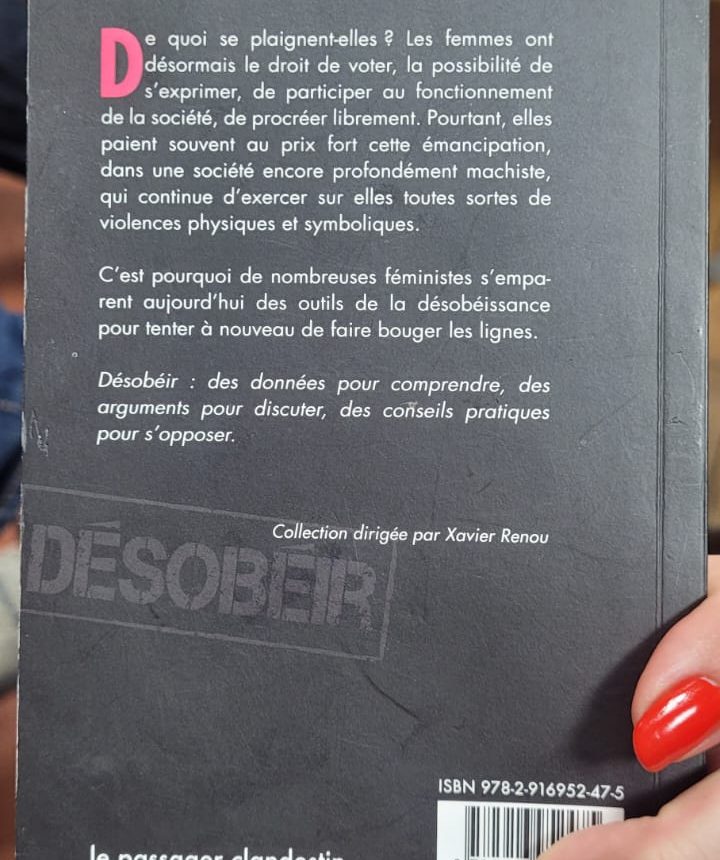 De quoi se plaignent-elles ? Les femmes ont
désormais le droit de voter, la possibilité de
s'exprimer, de participer au fonctionnement
de la société, de procréer librement. Pourtant, elles
paient souvent au prix fort cette émancipation,
dans une société encore profondément machiste,
qui continue d'exercer sur elles toutes sortes de
violences physiques et symboliques.
C'est pourquoi de nombreuses féministes s'empa-
rent aujourd'hui des outils de la désobéissance
pour tenter à nouveau de faire bouger les lignes.
Désobéir : des données pour comprendre, des
arguments pour discuter, des conseils pratiques
pour s'opposer.
Collection dirigée par Xavier Renou
DÉSOBÉIR
ISBN 978-2-916952-47-5
le passager clandestin